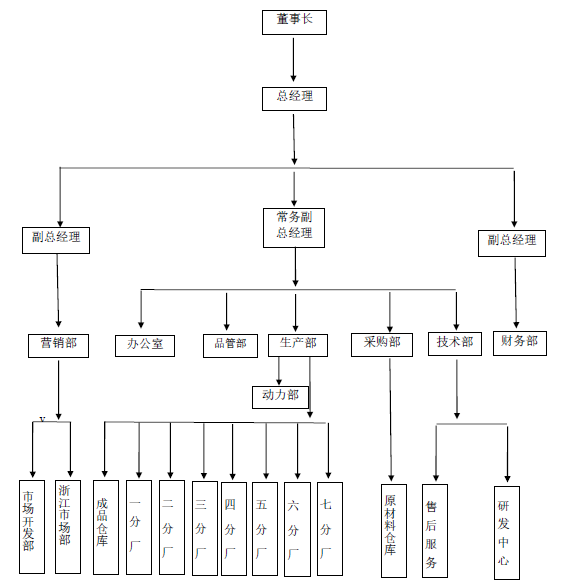 董事长
总经理
常务副
总经理
副总经理
副总经理
营销部
办公室
品管部
生产部
采购部
技术部
财务部
动力部
v
市场开发部
浙江市场部
成品仓库
一分厂
二分厂
三分厂
四分厂
五分厂
六分厂
七分厂
原材料仓库
售后服务
研发中心